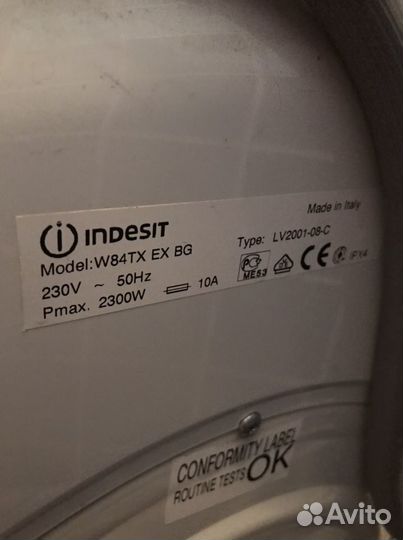 INDESIT
Made in Italy
Model:W84TX EX BG
Type: LV2001-08-C
230V ~ 50Hz
Pmax. 2300W 10A
ME53 CE IPX4
CONFORMITY LABEL
ROUTINE TESTS OK
Avito